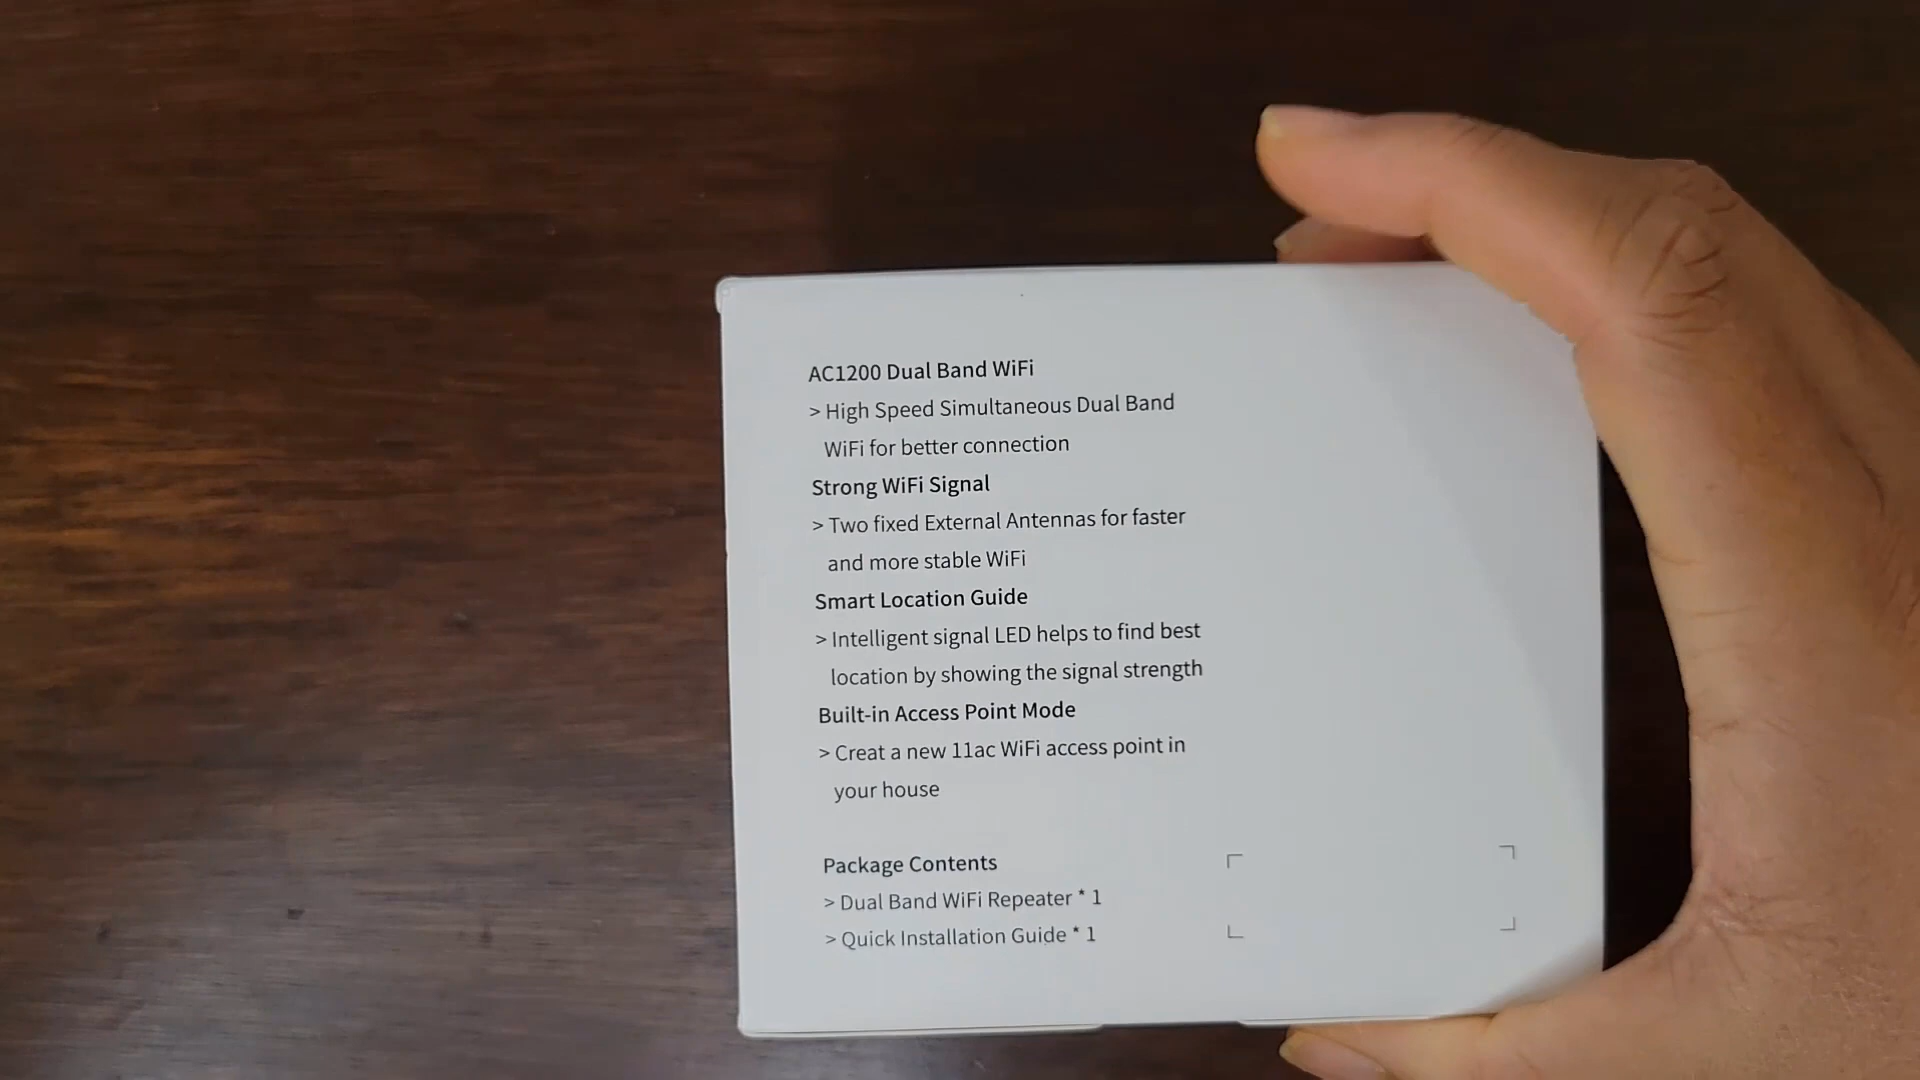 AC1200 Dual Band WiFi
> High Speed Simultaneous Dual Band
WiFi for better connection
Strong WiFi Signal
> Two fixed External Antennas for faster
and more stable WiFi
Smart Location Guide
> Intelligent signal LED helps to find best
location by showing the signal strength
Built-in Access Point Mode
> Creat a new 11ac WiFi access point in
your house
Package Contents
> Dual Band WiFi Repeater * 1
> Quick Installation Guide * 1